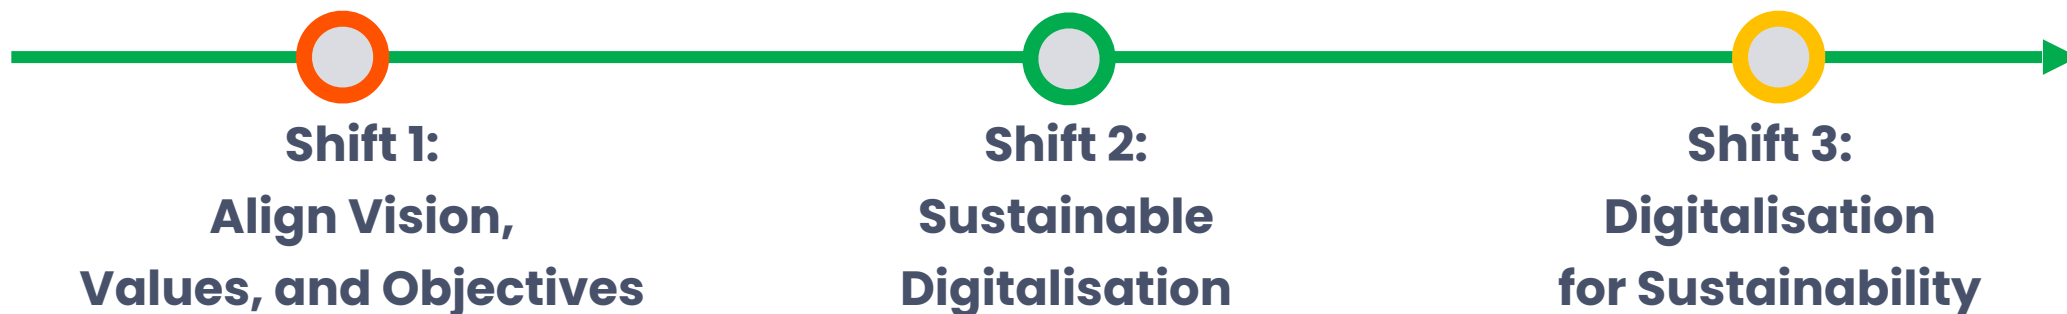 Shift 1:
Align Vision,
Values, and Objectives
Shift 2:
Sustainable
Digitalisation
Shift 3:
Digitalisation
for Sustainability